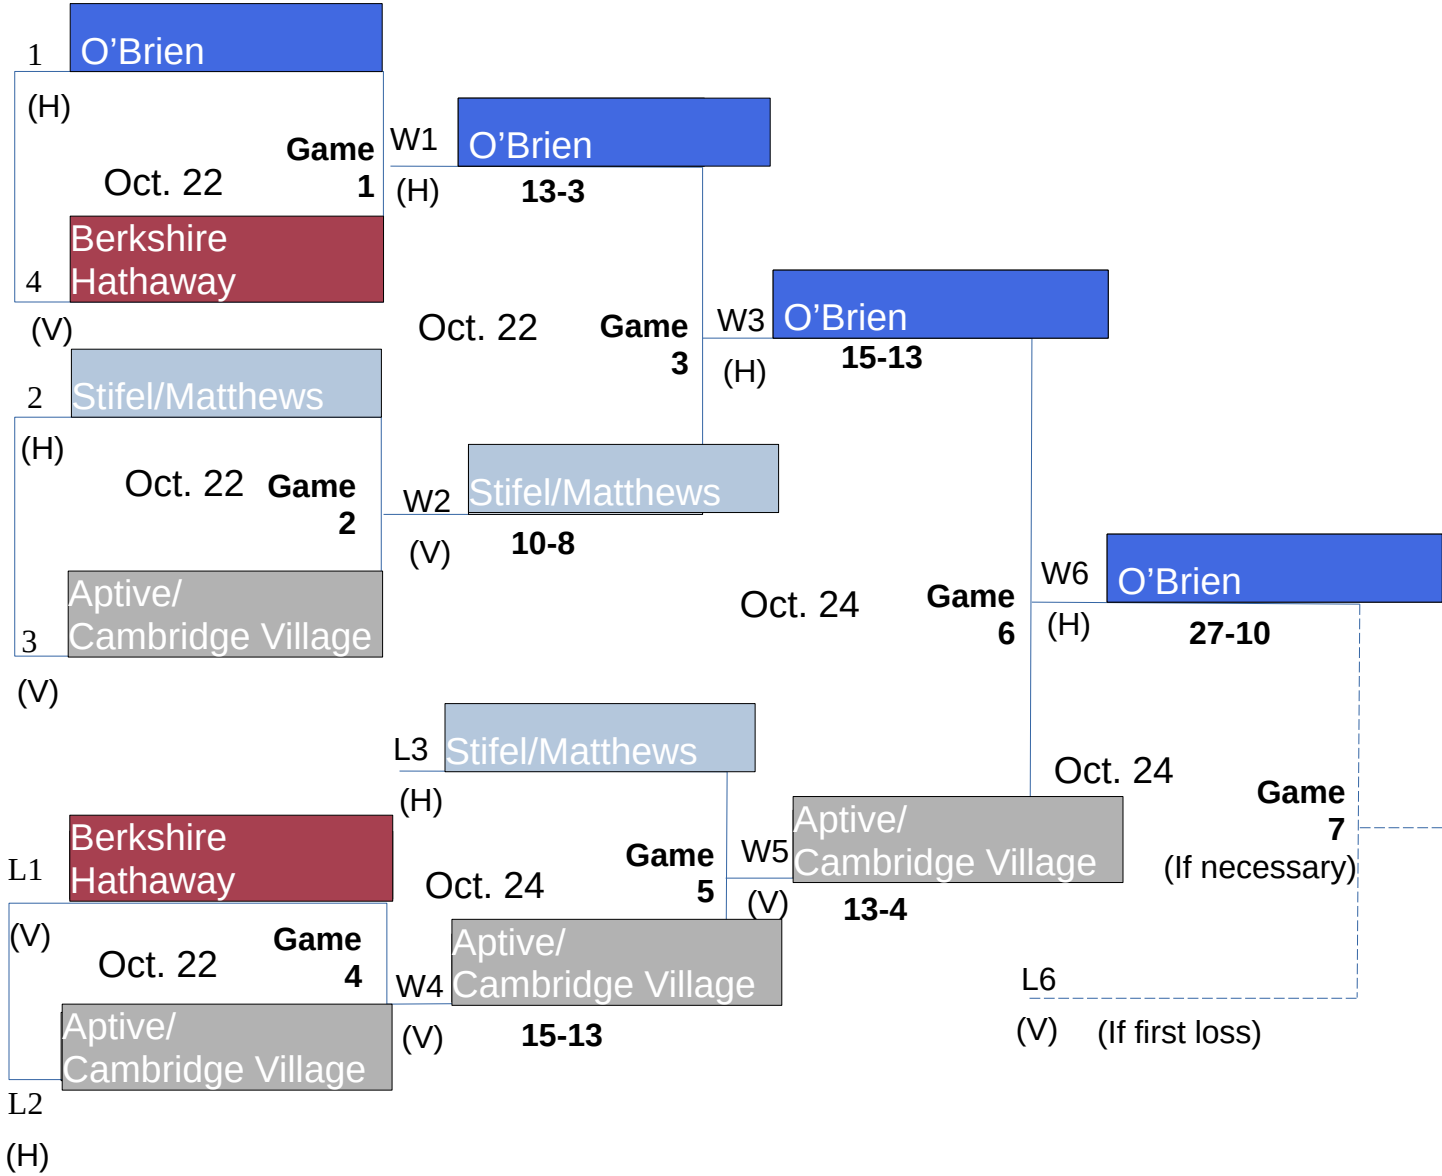 1
O’Brien
(H)
Game
1
Oct. 22
Berkshire
Hathaway
4
(V)
W1
O’Brien
(H)
13-3
2
Stifel/Matthews
(H)
Oct. 22
Game
2
Aptive/
Cambridge Village
3
(V)
Oct. 22
Game
3
W2
Stifel/Matthews
(V)
10-8
W3
O’Brien
(H)
15-13
L3
Stifel/Matthews
(H)
Berkshire
Hathaway
L1
(V)
Oct. 22
Game
4
Aptive/
Cambridge Village
L2
(H)
Oct. 24
Game
5
W4
Aptive/
Cambridge Village
(V)
15-13
Oct. 24
Game
6
W5
Aptive/
Cambridge Village
(V)
13-4
W6
O’Brien
(H)
27-10
Oct. 24
Game
7
(If necessary)
L6
(V)
(If first loss)